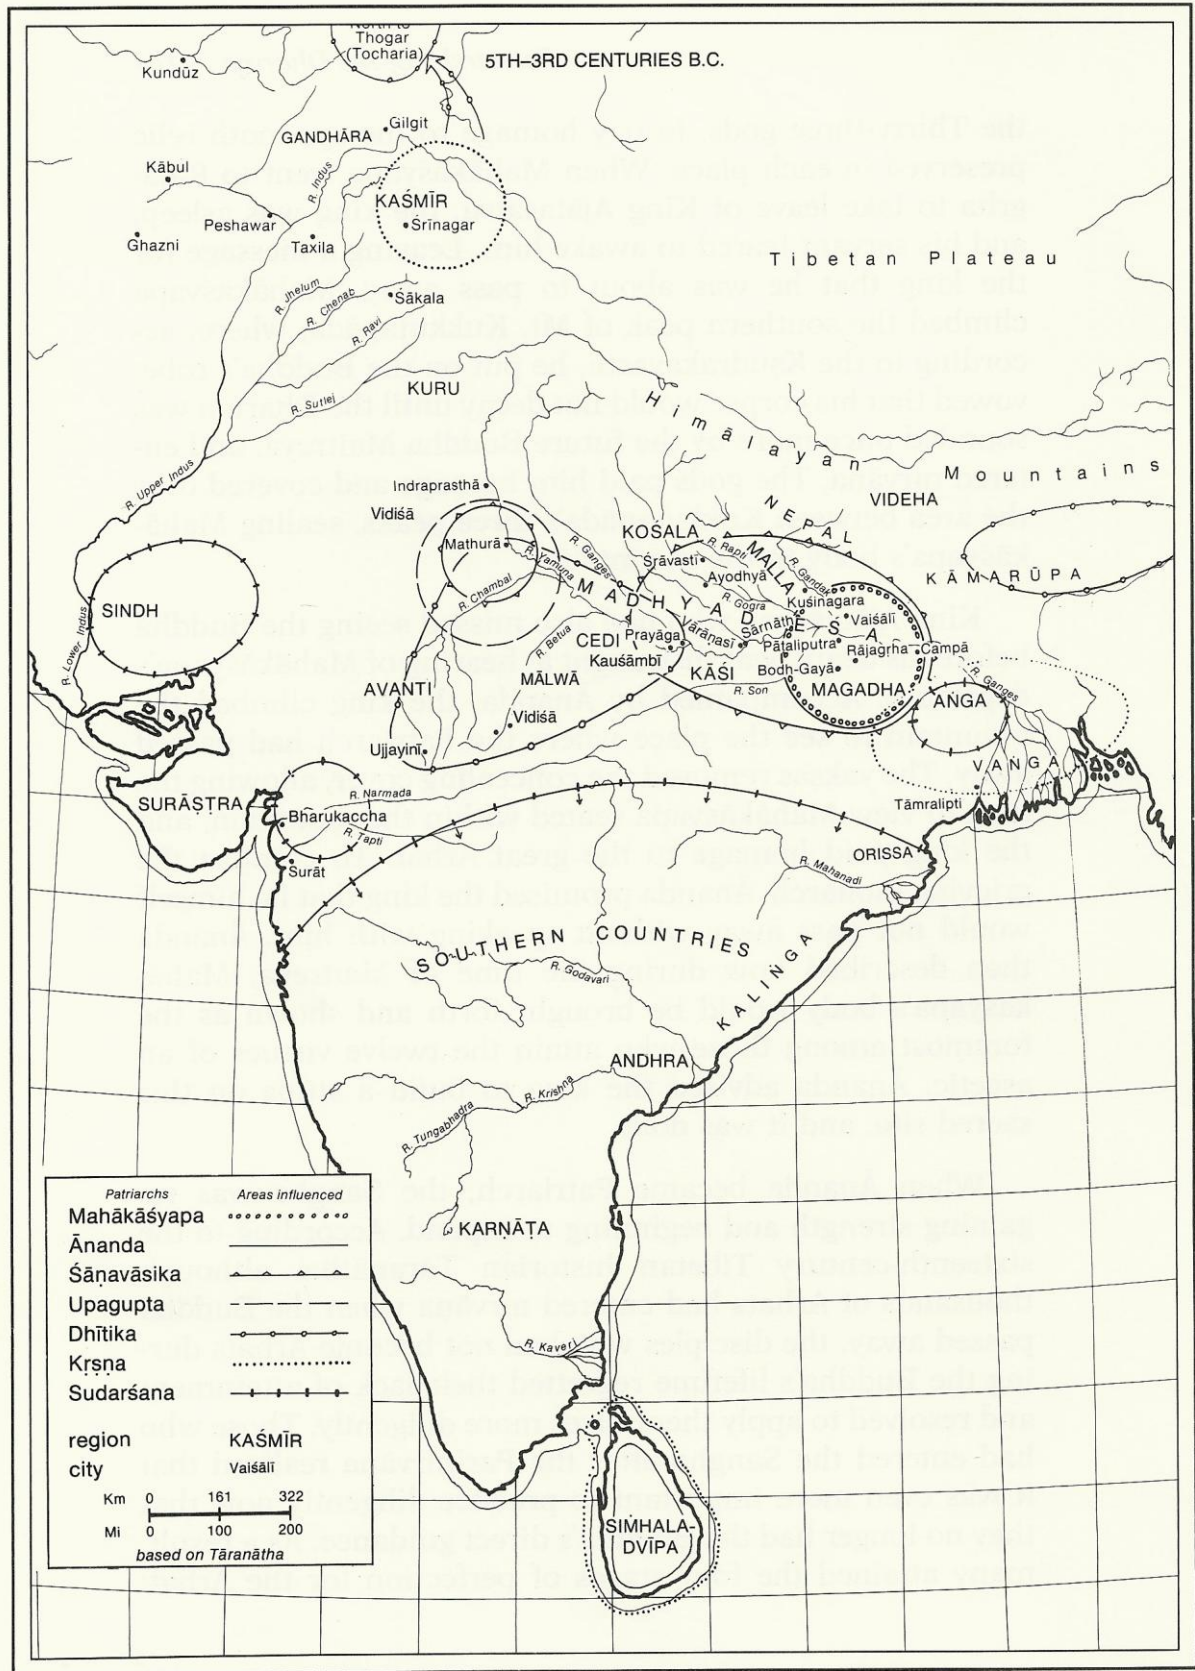 North to
Thogar
(Tocharia)
5TH–3RD CENTURIES B.C.
Kundūz
GANDHĀRA
Gilgit
R. Indus
Kābul
KAŚMĪR
Peshawar
Śrīnagar
Ghazni
Taxila
Tibetan Plateau
R. Jhelum
R. Chenab
Śākala
R. Ravi
KURU
R. Sutlej
Himālayan
Mountains
R. Upper Indus
Indraprasthā
Vidiśā
NEPAL
VIDEHA
KOŚALA
Mathurā
R. Yamuna
R. Ganges
R. Rapti
MALLA
Śrāvastī
R. Gandak
KĀMARŪPA
Ayodhyā
R. Chambal
MADHYADEŚA
R. Gogra
Kuśinagara
SINDH
R. Lower Indus
Vaiśālī
R. Betua
CEDI
Prayāga
Vārāṇasī
Sārnāth
Pāṭaliputra
Rājagṛha
Campā
Kauśāmbī
KĀŚI
Bodh-Gayā
R. Ganges
AVANTI
MĀLWĀ
R. Son
MAGADHA
AṄGA
Vidiśā
Ujjayinī
VAṄGA
SURĀṢṬRA
R. Narmada
Tāmralipti
Bhārukaccha
R. Tapti
ORISSA
Surāt
R. Mahanadi
SOUTHERN COUNTRIES
R. Godavari
KALIṄGA
ANDHRA
R. Krishna
R. Tungabhadra
KARṆĀṬA
R. Kaveri
SIṀHALA-
DVĪPA
Patriarchs Areas influenced
Mahākāśyapa
Ānanda
Śāṇavāsika
Upagupta
Dhītika
Kṛṣṇa
Sudarśana
region KAŚMĪR
city Vaiśālī
Km 0 161 322
Mi 0 100 200
based on Tāranātha